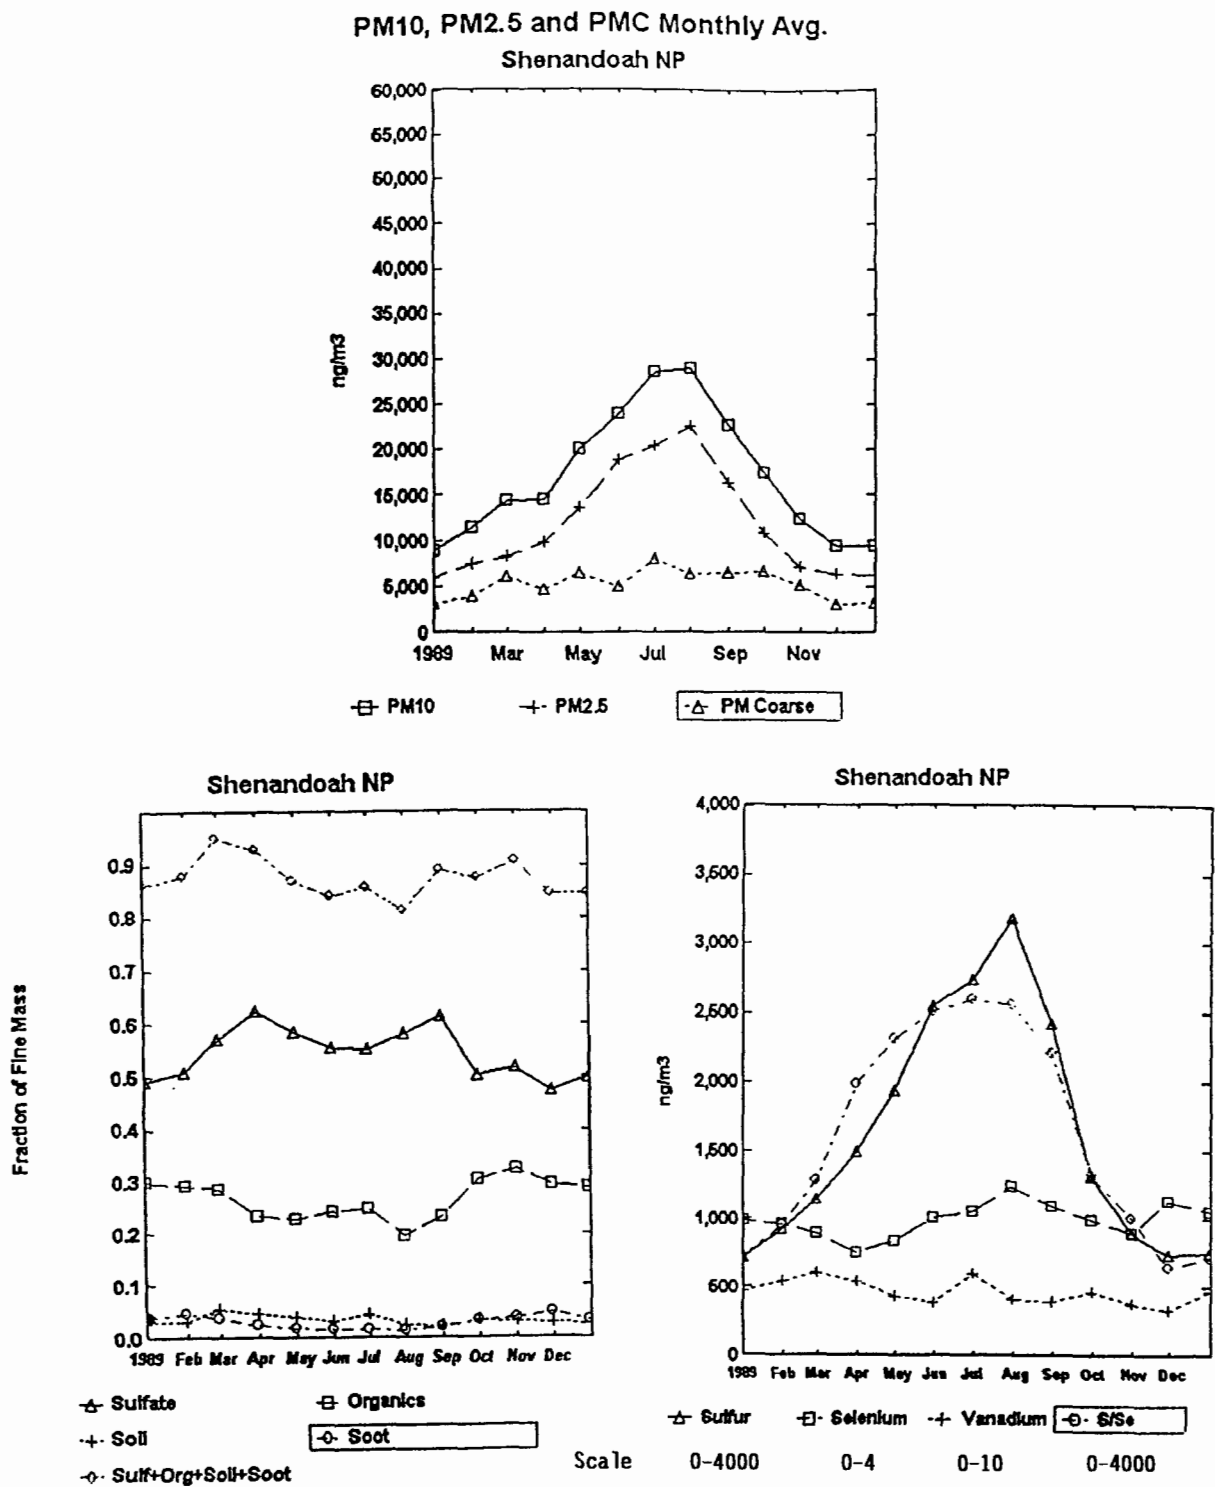 PM10, PM2.5 and PMC Monthly Avg.
Shenandoah NP
60,000
55,000
50,000
45,000
40,000
35,000
30,000
25,000
20,000
15,000
10,000
5,000
0
ng/m3
1989 Mar May Jul Sep Nov
PM10 PM2.5 PM Coarse
Shenandoah NP
0.9
0.8
0.7
0.6
0.5
0.4
0.3
0.2
0.1
0.0
Fraction of Fine Mass
1989 Feb Mar Apr May Jun Jul Aug Sep Oct Nov Dec
Sulfate Organics
Soil Soot
Sulf+Org+Soil+Soot
Shenandoah NP
4,000
3,500
3,000
2,500
2,000
1,500
1,000
500
0
ng/m3
1989 Feb Mar Apr May Jun Jul Aug Sep Oct Nov Dec
Sulfur Selenium Vanadium S/Se
Scale 0-4000 0-4 0-10 0-4000